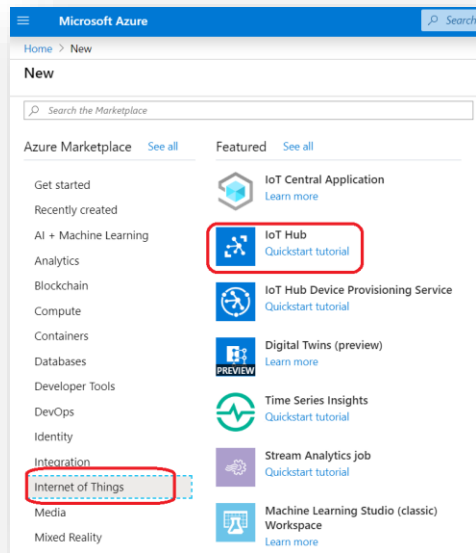 Microsoft Azure
Search
Home > New
New
Search the Marketplace
Azure Marketplace See all
Get started
Recently created
AI + Machine Learning
Analytics
Blockchain
Compute
Containers
Databases
Developer Tools
DevOps
Identity
Integration
Internet of Things
Media
Mixed Reality
Featured See all
IoT Central Application
Learn more
IoT Hub
Quickstart tutorial
IoT Hub Device Provisioning Service
Quickstart tutorial
Digital Twins (preview)
Learn more
PREVIEW
Time Series Insights
Quickstart tutorial
Stream Analytics job
Quickstart tutorial
Machine Learning Studio (classic)
Workspace
Learn more